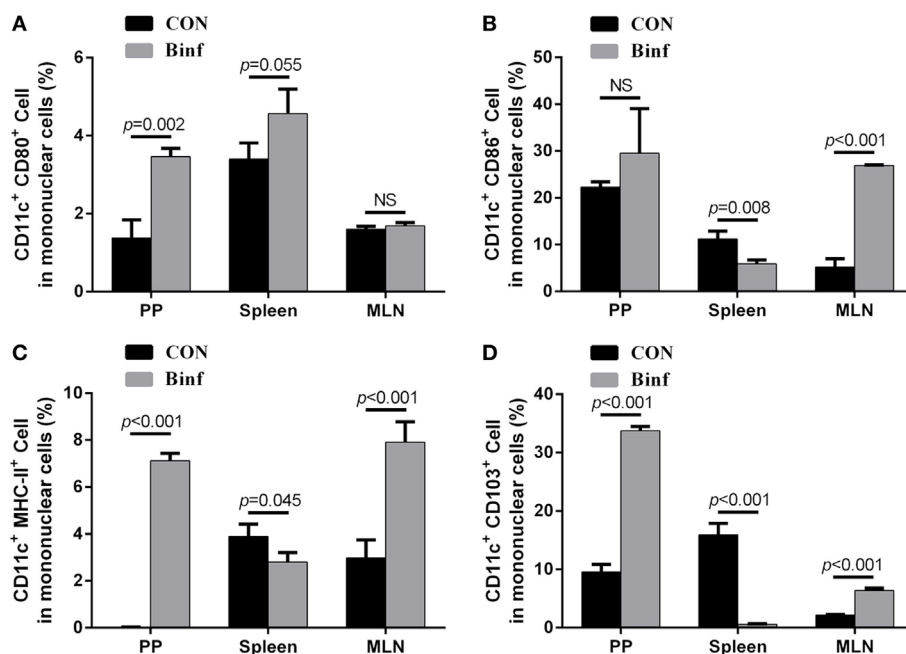 A
CON
Binf
CD11c+ CD80+ Cell
in mononuclear cells (%)
6
4
2
0
p=0.002
p=0.055
NS
PP
Spleen
MLN
B
CON
Binf
CD11c+ CD86+ Cell
in mononuclear cells (%)
50
40
30
20
10
0
NS
p=0.008
p<0.001
PP
Spleen
MLN
C
CON
Binf
CD11c+ MHC-II+ Cell
in mononuclear cells (%)
10
8
6
4
2
0
p<0.001
p=0.045
p<0.001
PP
Spleen
MLN
D
CON
Binf
CD11c+ CD103+ Cell
in mononuclear cells (%)
40
30
20
10
0
p<0.001
p<0.001
p<0.001
PP
Spleen
MLN